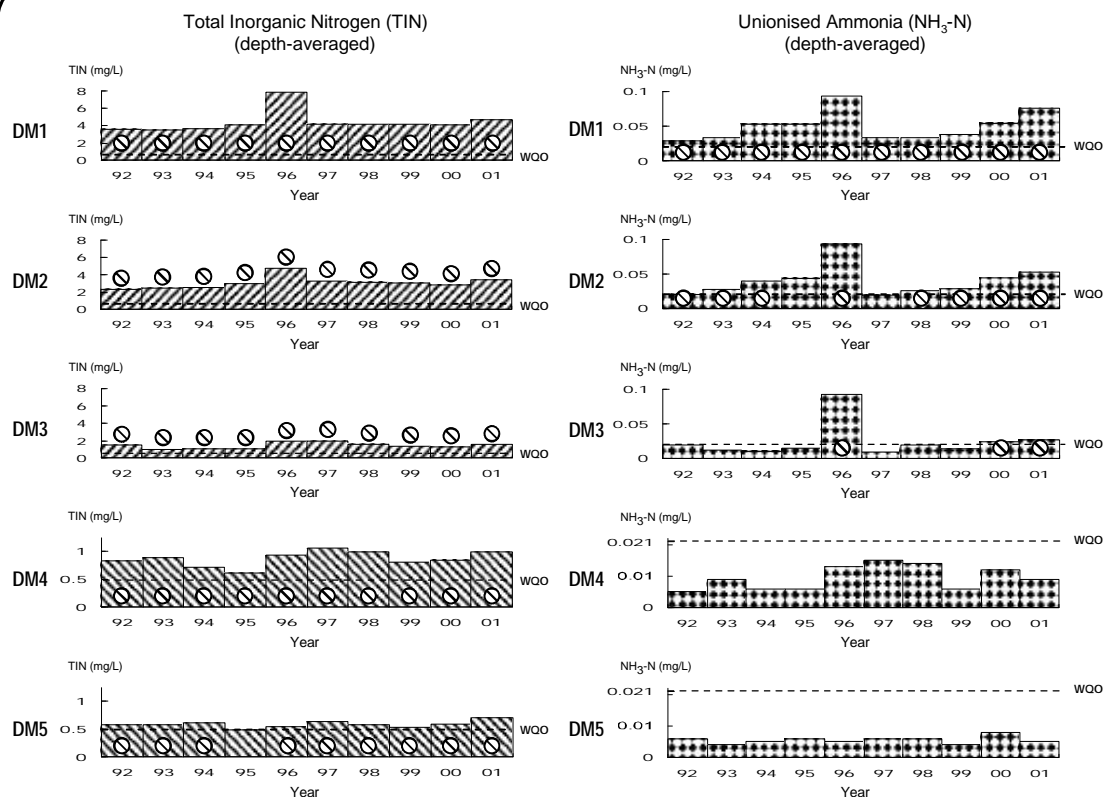 Total Inorganic Nitrogen (TIN)
(depth-averaged)
TIN (mg/L)
8
6
4
2
0
DM1
WQO
92 93 94 95 96 97 98 99 00 01
Year
TIN (mg/L)
8
6
4
2
0
DM2
WQO
92 93 94 95 96 97 98 99 00 01
Year
TIN (mg/L)
8
6
4
2
0
DM3
WQO
92 93 94 95 96 97 98 99 00 01
Year
TIN (mg/L)
1
0.5
0
DM4
WQO
92 93 94 95 96 97 98 99 00 01
Year
TIN (mg/L)
1
0.5
0
DM5
WQO
92 93 94 95 96 97 98 99 00 01
Year
Unionised Ammonia (NH3-N)
(depth-averaged)
NH3-N (mg/L)
0.1
0.05
0
DM1
WQO
92 93 94 95 96 97 98 99 00 01
Year
NH3-N (mg/L)
0.1
0.05
0
DM2
WQO
92 93 94 95 96 97 98 99 00 01
Year
NH3-N (mg/L)
0.1
0.05
0
DM3
WQO
92 93 94 95 96 97 98 99 00 01
Year
NH3-N (mg/L)
0.021
0.01
0
DM4
WQO
92 93 94 95 96 97 98 99 00 01
Year
NH3-N (mg/L)
0.021
0.01
0
DM5
WQO
92 93 94 95 96 97 98 99 00 01
Year